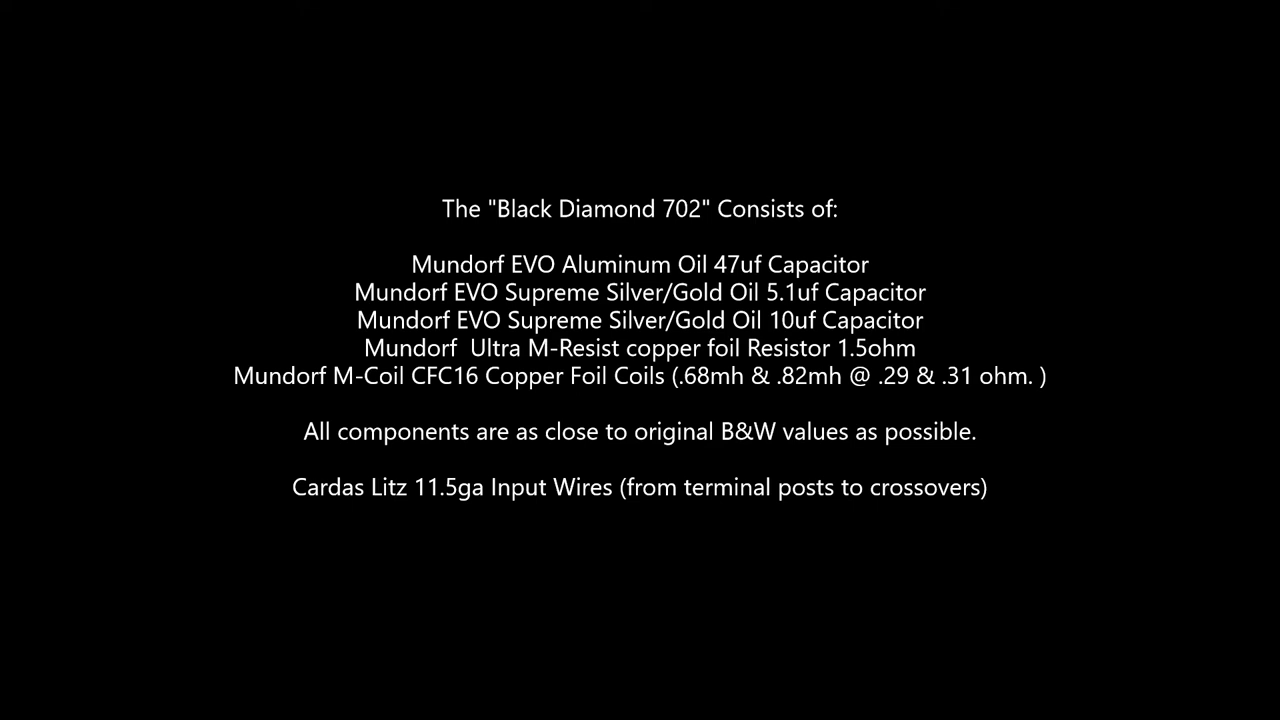 The "Black Diamond 702" Consists of:
Mundorf EVO Aluminum Oil 47uf Capacitor
Mundorf EVO Supreme Silver/Gold Oil 5.1uf Capacitor
Mundorf EVO Supreme Silver/Gold Oil 10uf Capacitor
Mundorf  Ultra M-Resist copper foil Resistor 1.5ohm
Mundorf M-Coil CFC16 Copper Foil Coils (.68mh & .82mh @ .29 & .31 ohm. )
All components are as close to original B&W values as possible.
Cardas Litz 11.5ga Input Wires (from terminal posts to crossovers)